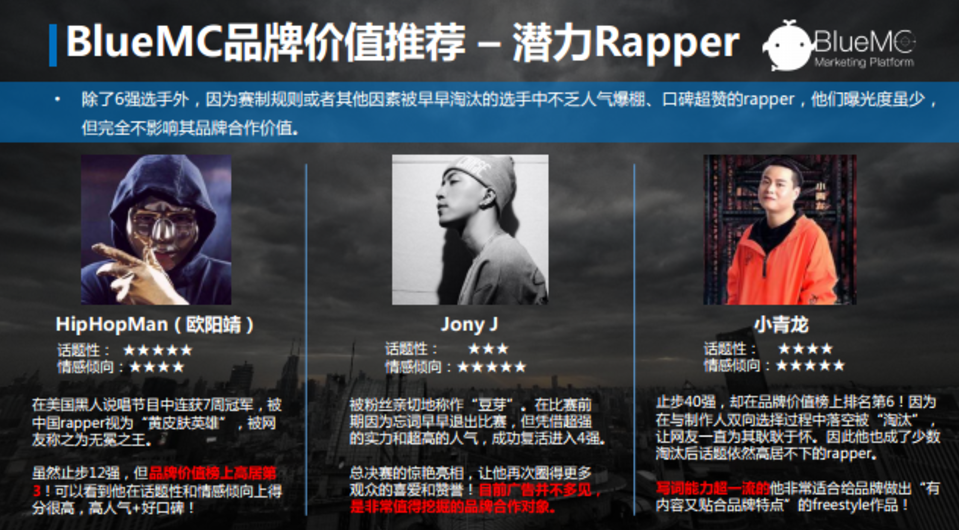 BlueMC品牌价值推荐 – 潜力Rapper
BlueMC
Marketing Platform
• 除了6强选手外，因为赛制规则或者其他因素被早早淘汰的选手中不乏人气爆棚、口碑超赞的rapper，他们曝光度虽少，
但完全不影响其品牌合作价值。
HipHopMan（欧阳靖）
话题性：★★★★★
情感倾向：★★★★
在美国黑人说唱节目中连获7周冠军，被
中国rapper视为“黄皮肤英雄”，被网
友称之为无冕之王。
虽然止步12强，但品牌价值榜上高居第
3！可以看到他在话题性和情感倾向上得
分很高，高人气+好口碑！
Jony J
话题性：★★★
情感倾向：★★★★★
被粉丝亲切地称作“豆芽”。在比赛前
期因为忘词早早退出比赛，但凭借超强
的实力和超高的人气，成功复活进入4强。
总决赛的惊艳亮相，让他再次圈得更多
观众的喜爱和赞誉！目前广告并不多见，
是非常值得挖掘的品牌合作对象。
小青龙
话题性：★★★★
情感倾向：★★★★★
止步40强，却在品牌价值榜上排名第6！因为
在与制作人双向选择过程中落空被“淘汰”，
让网友一直为其耿耿于怀。因此他也成了少数
淘汰后话题依然高居不下的rapper。
写词能力超一流的他非常适合给品牌做出“有
内容又贴合品牌特点”的freestyle作品！